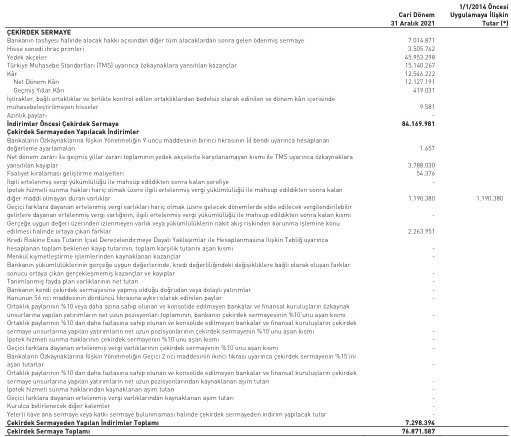 1/1/2014 Öncesi
Cari Dönem Uygulamaya İlişkin
31 Aralık 2021 Tutar (*)
ÇEKİRDEK SERMAYE
Bankanın tasfiyesi halinde alacak hakkı açısından diğer tüm alacaklardan sonra gelen ödenmiş sermaye 7.014.871
Hisse senedi ihraç primleri 3.505.742
Yedek akçeler 45.953.298
Türkiye Muhasebe Standartları (TMS) uyarınca özkaynaklara yansıtılan kazançlar 15.140.267
Kâr 12.546.222
Net Dönem Kârı 12.127.191
Geçmiş Yıllar Kârı 419.031
İştirakler, bağlı ortaklıklar ve birlikte kontrol edilen ortaklıklardan bedelsiz olarak edinilen ve dönem kârı içerisinde
muhasebeleştirilmeyen hisseler 9.581
Azınlık payları -
İndirimler Öncesi Çekirdek Sermaye 84.169.981
Çekirdek Sermayeden Yapılacak İndirimler
Bankaların Özkaynaklarına İlişkin Yönetmeliğin 9 uncu maddesinin birinci fıkrasının (i) bendi uyarınca hesaplanan
değerleme ayarlamaları 1.657
Net dönem zararı ile geçmiş yıllar zararı toplamının yedek akçelerle karşılanamayan kısmı ile TMS uyarınca özkaynaklara
yansıtılan kayıplar 3.788.030
Faaliyet kiralaması geliştirme maliyetleri 54.376
İlgili ertelenmiş vergi yükümlülüğü ile mahsup edildikten sonra kalan şerefiye -
İpotek hizmeti sunma hakları hariç olmak üzere ilgili ertelenmiş vergi yükümlülüğü ile mahsup edildikten sonra kalan
diğer maddi olmayan duran varlıklar 1.190.380 1.190.380
Geçici farklara dayanan ertelenmiş vergi varlıkları hariç olmak üzere gelecek dönemlerde elde edilecek vergilendirilebilir
gelirlere dayanan ertelenmiş vergi varlığının, ilgili ertelenmiş vergi yükümlülüğü ile mahsup edildikten sonra kalan kısmı -
Gerçeğe uygun değeri üzerinden izlenmeyen varlık veya yükümlülüklerin nakit akış riskinden korunma işlemine konu
edilmesi halinde ortaya çıkan farklar 2.263.951
Kredi Riskine Esas Tutarın İçsel Derecelendirmeye Dayalı Yaklaşımlar ile Hesaplanmasına İlişkin Tebliğ uyarınca
hesaplanan toplam beklenen kayıp tutarının, toplam karşılık tutarını aşan kısmı -
Menkul kıymetleştirme işlemlerinden kaynaklanan kazançlar -
Bankanın yükümlülüklerinin gerçeğe uygun değerlerinde, kredi değerliliğindeki değişikliklere bağlı olarak oluşan farklar
sonucu ortaya çıkan gerçekleşmemiş kazançlar ve kayıplar -
Tanımlanmış fayda plan varlıklarının net tutarı -
Bankanın kendi çekirdek sermayesine yapmış olduğu doğrudan veya dolaylı yatırımlar -
Kanunun 56 ncı maddesinin dördüncü fıkrasına aykırı olarak edinilen paylar -
Ortaklık paylarının %10 veya daha azına sahip olunan ve konsolide edilmeyen bankalar ve finansal kuruluşların özkaynak
unsurlarına yapılan yatırımların net uzun pozisyonları toplamının, bankanın çekirdek sermayesinin %10'unu aşan kısmı -
Ortaklık paylarının %10'dan daha fazlasına sahip olunan ve konsolide edilmeyen bankalar ve finansal kuruluşların çekirdek
sermaye unsurlarına yapılan yatırımların net uzun pozisyonlarının çekirdek sermayenin %10'unu aşan kısmı -
İpotek hizmeti sunma haklarının çekirdek sermayenin %10'unu aşan kısmı -
Geçici farklara dayanan ertelenmiş vergi varlıklarının çekirdek sermayenin %10'unu aşan kısmı -
Bankaların Özkaynaklarına İlişkin Yönetmeliğin Geçici 2 nci maddesinin ikinci fıkrası uyarınca çekirdek sermayenin %15'ini
aşan tutarlar -
Ortaklık paylarının %10'dan daha fazlasına sahip olunan ve konsolide edilmeyen bankalar ve finansal kuruluşların çekirdek
sermaye unsurlarına yapılan yatırımların net uzun pozisyonlarından kaynaklanan aşım tutarı -
İpotek hizmeti sunma haklarından kaynaklanan aşım tutarı -
Geçici farklara dayanan ertelenmiş vergi varlıklarından kaynaklanan aşım tutarı -
Kurulca belirlenecek diğer kalemler -
Yeterli ilave ana sermaye veya katkı sermaye bulunmaması halinde çekirdek sermayeden indirim yapılacak tutar -
Çekirdek Sermayeden Yapılan İndirimler Toplamı 7.298.394
Çekirdek Sermaye Toplamı 76.871.587